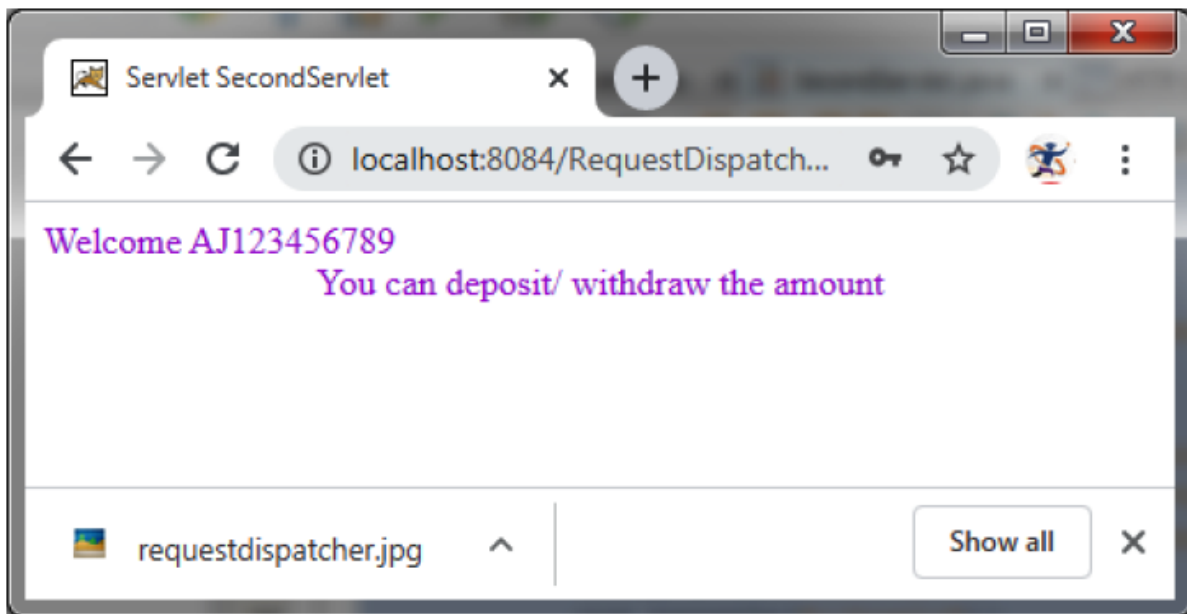 Servlet SecondServlet
localhost:8084/RequestDispatch...
Welcome AJ123456789
You can deposit/ withdraw the amount
requestdispatcher.jpg
Show all